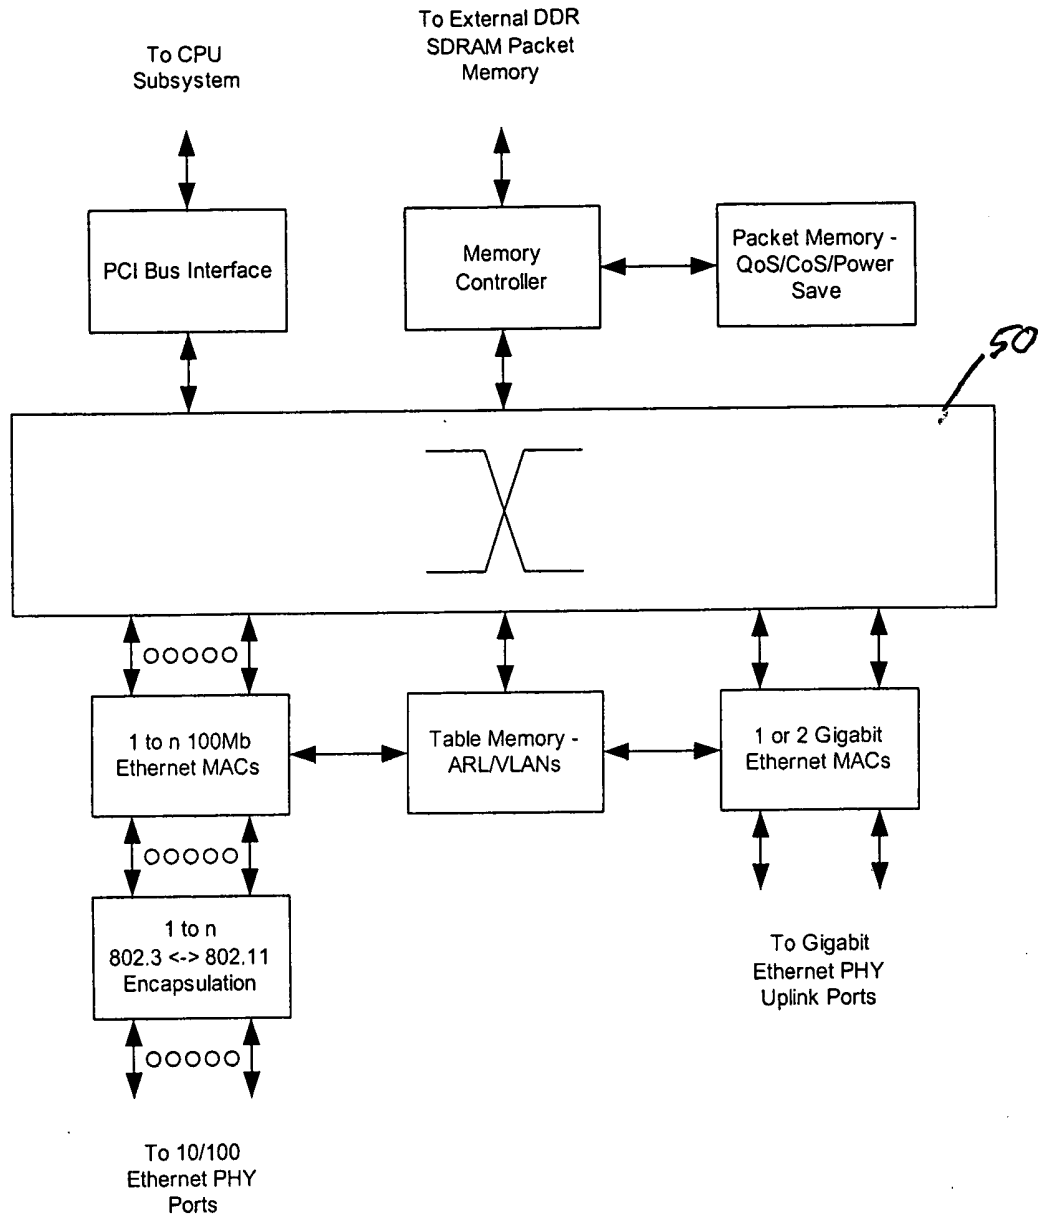 To External DDR
SDRAM Packet
Memory
To CPU
Subsystem
PCI Bus Interface
Memory
Controller
Packet Memory -
QoS/CoS/Power
Save
50
1 to n 100Mb
Ethernet MACs
Table Memory -
ARL/VLANs
1 or 2 Gigabit
Ethernet MACs
1 to n
802.3 <-> 802.11
Encapsulation
To Gigabit
Ethernet PHY
Uplink Ports
To 10/100
Ethernet PHY
Ports